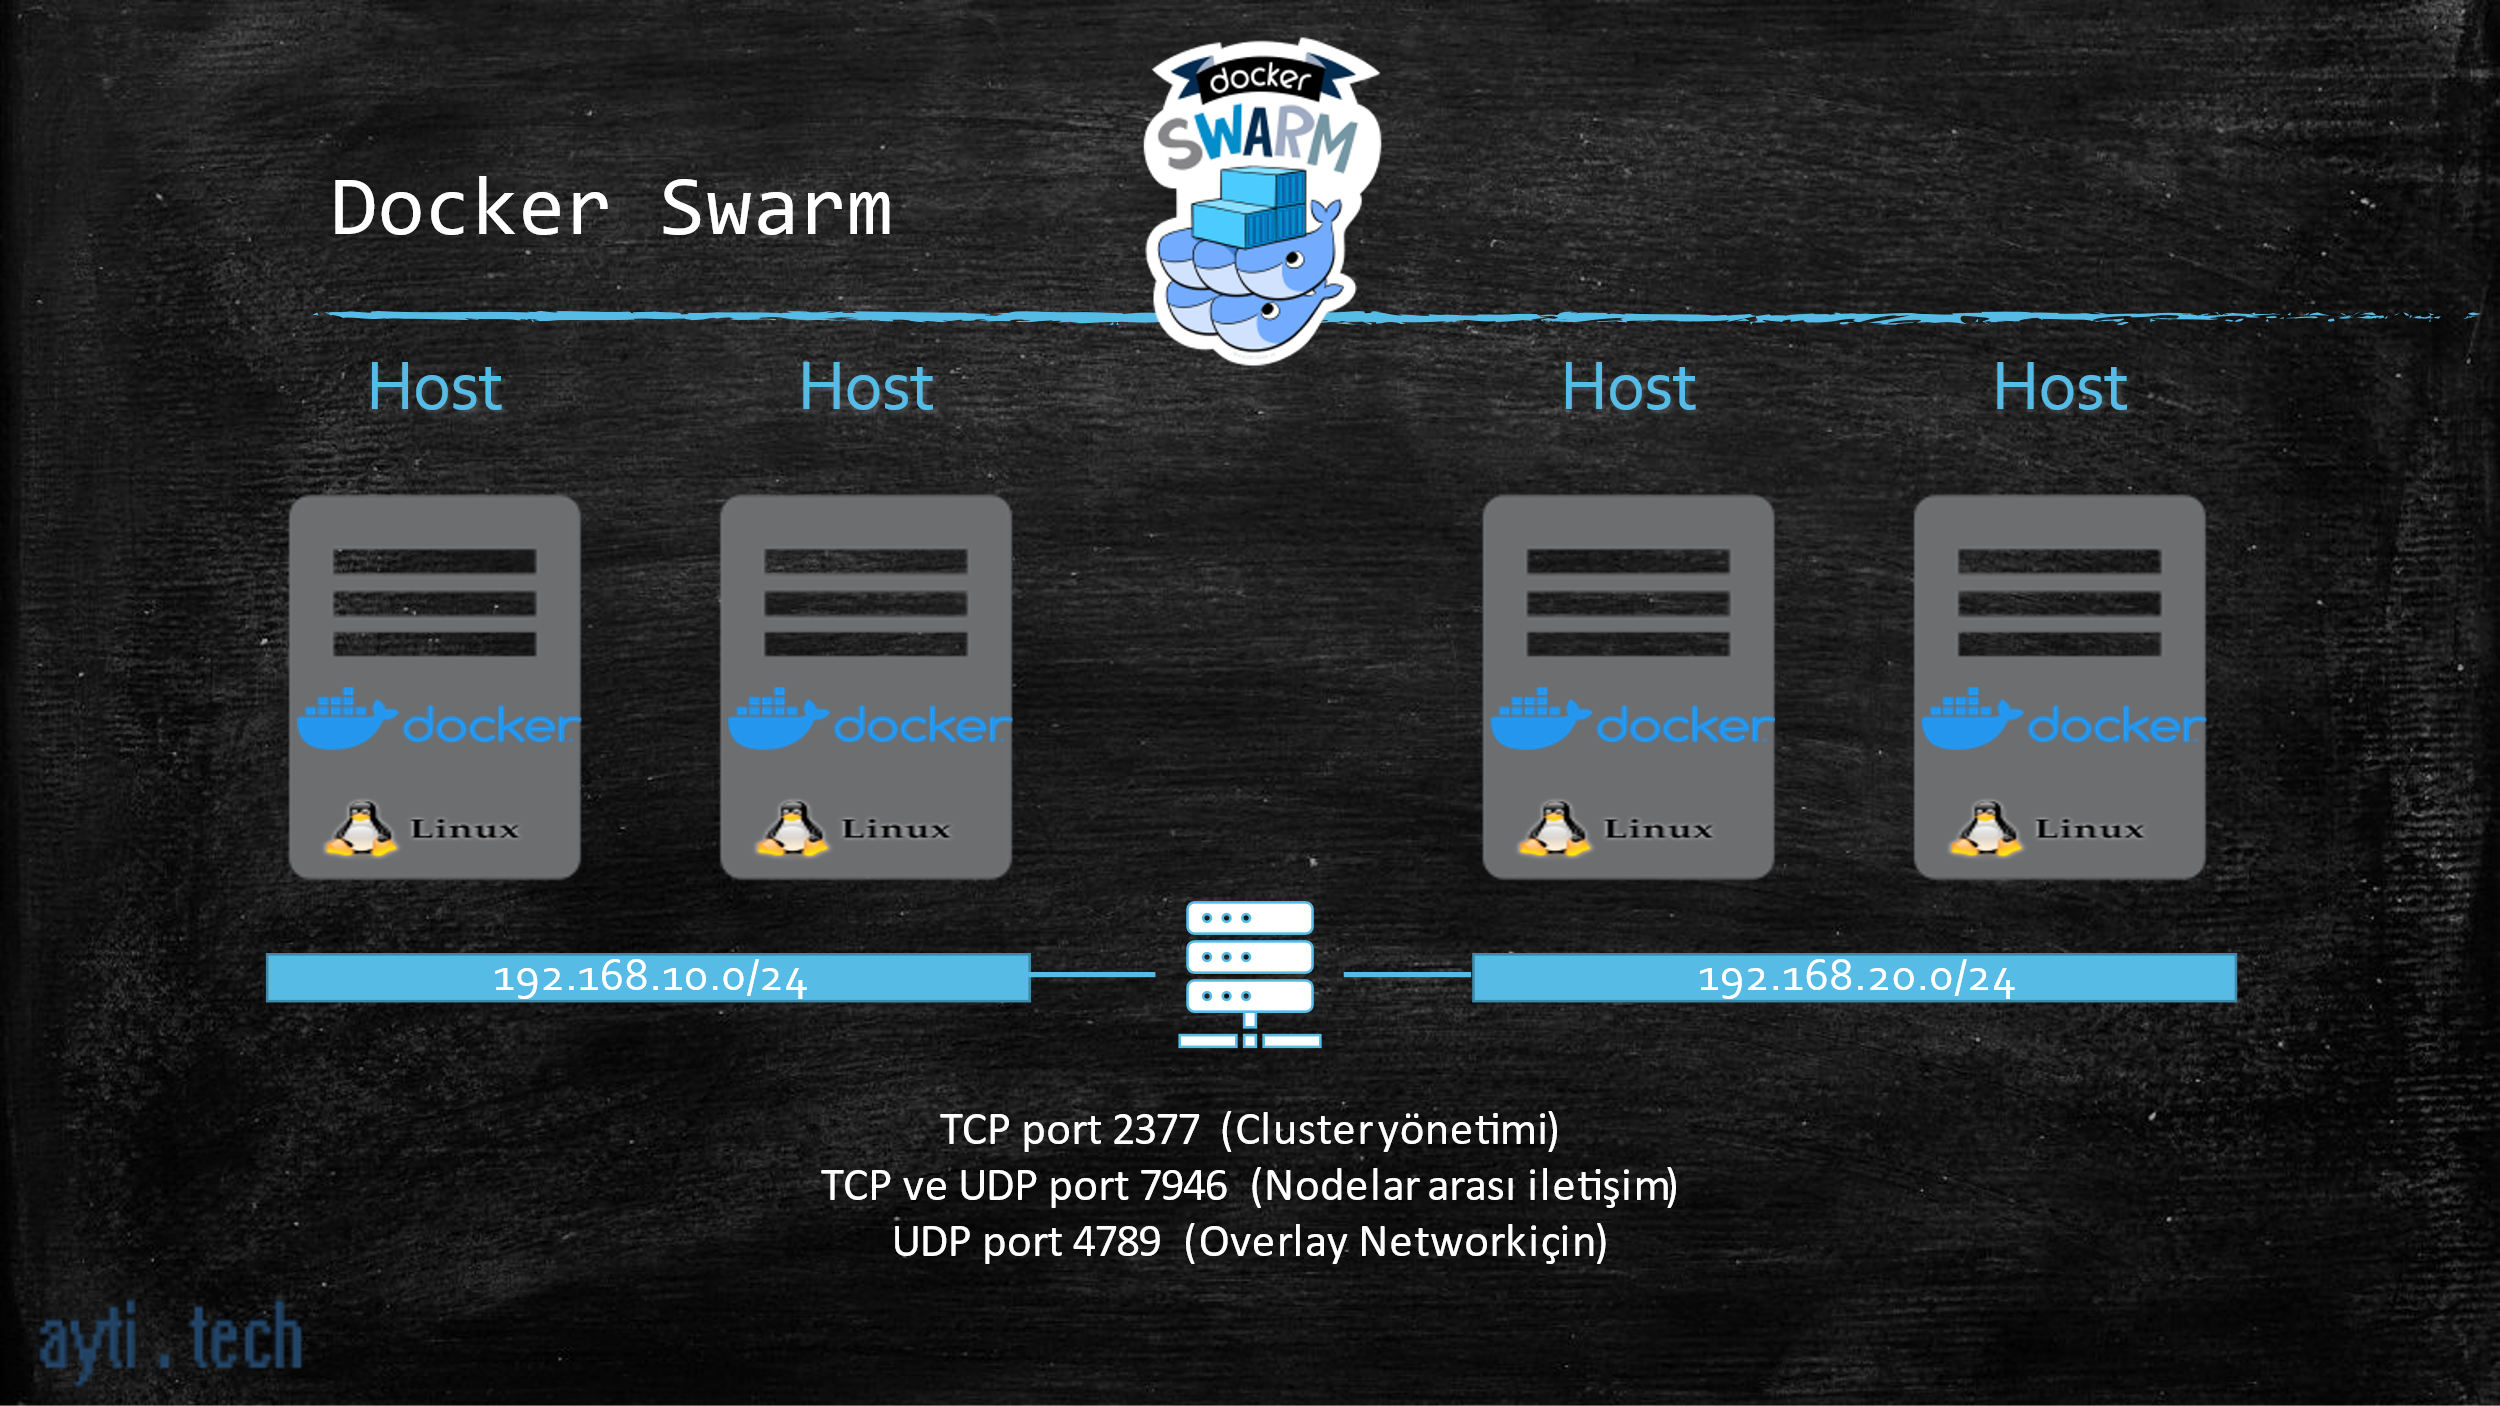 docker
SWARM
Docker Swarm
Host
Host
Host
Host
docker
docker
docker
docker
Linux
Linux
Linux
Linux
192.168.10.0/24
192.168.20.0/24
TCP port 2377 (Cluster yönetimi)
TCP ve UDP port 7946 (Nodelar arası iletişim)
UDP port 4789 (Overlay Network için)
ayti . tech